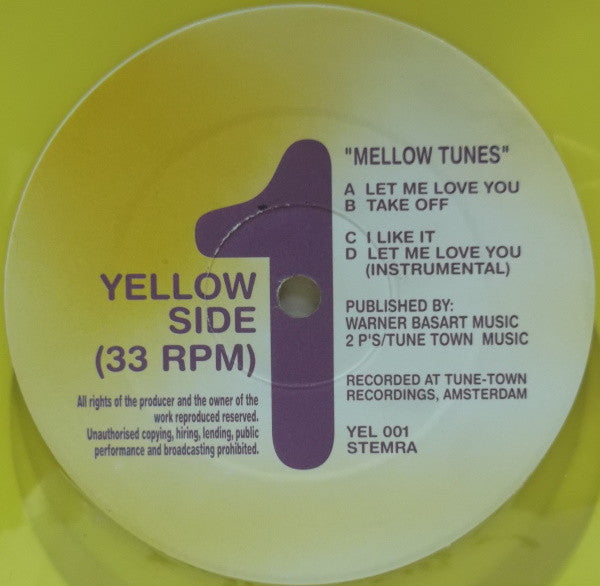 1
"MELLOW TUNES"
A LET ME LOVE YOU
B TAKE OFF
C I LIKE IT
D LET ME LOVE YOU
(INSTRUMENTAL)
YELLOW
SIDE
(33 RPM)
PUBLISHED BY:
WARNER BASART MUSIC
2 P'S/TUNE TOWN MUSIC
RECORDED AT TUNE-TOWN
RECORDINGS, AMSTERDAM
YEL 001
STEMRA
All rights of the producer and the owner of the
work reproduced reserved.
Unauthorised copying, hiring, lending, public
performance and broadcasting prohibited.